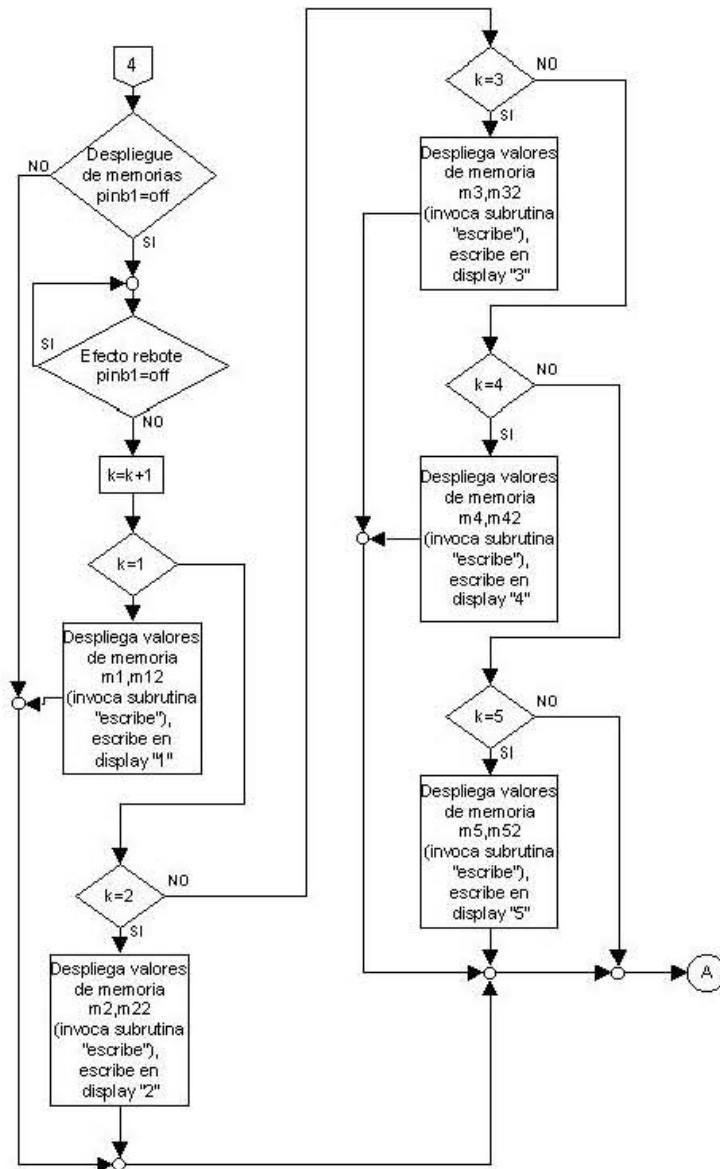 4
Despliegue
de memorias
pinb1=off
NO
SI
Efecto rebote
pinb1=off
SI
NO
k=k+1
k=1
Despliega valores
de memoria
m1,m12
(invoca subrutina
"escribe"),
escribe en
display "1"
k=2
NO
SI
Despliega valores
de memoria
m2,m22
(invoca subrutina
"escribe"),
escribe en
display "2"
k=3
NO
SI
Despliega valores
de memoria
m3,m32
(invoca subrutina
"escribe"),
escribe en
display "3"
k=4
NO
SI
Despliega valores
de memoria
m4,m42
(invoca subrutina
"escribe"),
escribe en
display "4"
k=5
NO
SI
Despliega valores
de memoria
m5,m52
(invoca subrutina
"escribe"),
escribe en
display "5"
A